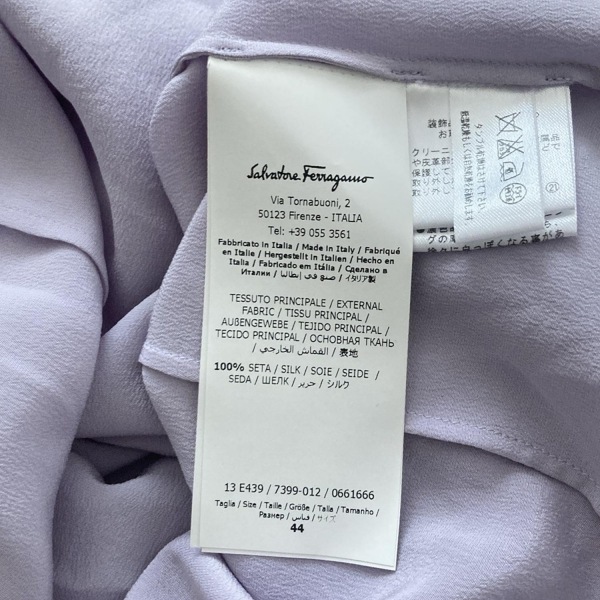 Salvatore Ferragamo
Via Tornabuoni, 2
50123 Firenze - ITALIA
Tel: +39 055 3561
Fabbricato in Italia / Made in Italy / Fabriqué
en Italie / Hergestellt in Italien / Hecho en
Italia / Fabricado em Itália / Сделано в
Италии / صنع في إيطاليا / イタリア製
TESSUTO PRINCIPALE / EXTERNAL
FABRIC / TISSU PRINCIPAL /
AUßENGEWEBE / TEJIDO PRINCIPAL /
TECIDO PRINCIPAL / ОСНОВНАЯ ТКАНЬ
/ القماش الخارجي / 表地
100% SETA / SILK / SOIE / SEIDE /
SEDA / ШЕЛК / حرير / シルク
13 E439 / 7399-012 / 0661666
Taglia / Size / Taille / Größe / Talla / Tamanho /
Размер / قياس / サイズ
44